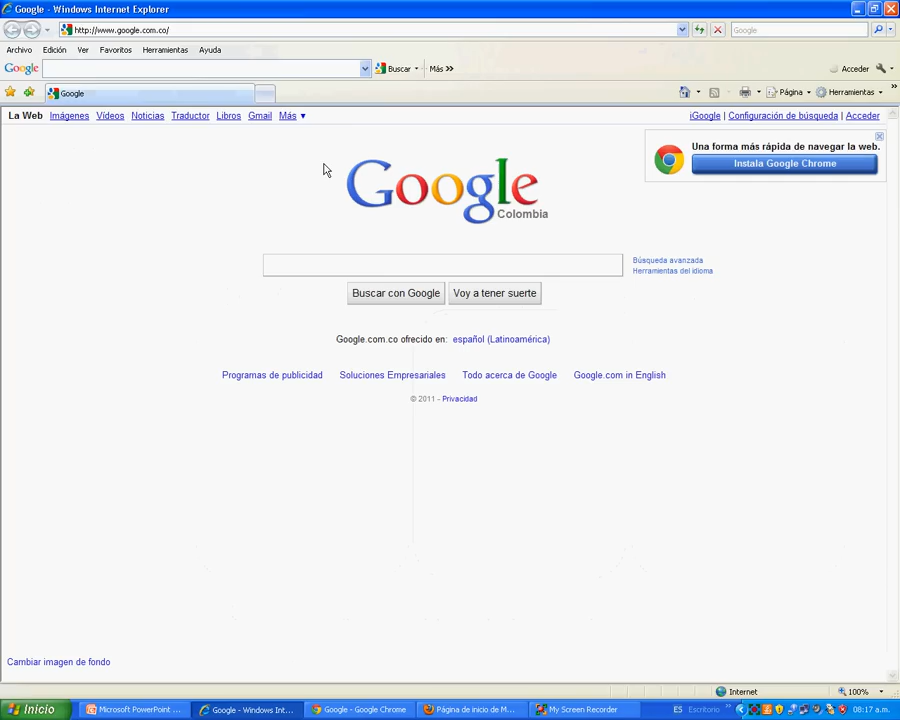 Google - Windows Internet Explorer
http://www.google.com.co/
Google
Archivo Edición Ver Favoritos Herramientas Ayuda
Google Buscar Más >> Acceder
Google Página Herramientas >>
La Web Imágenes Vídeos Noticias Traductor Libros Gmail Más ▼ iGoogle | Configuración de búsqueda | Acceder
Una forma más rápida de navegar la web.
Instala Google Chrome
Google
Colombia
Búsqueda avanzada
Herramientas del idioma
Buscar con Google Voy a tener suerte
Google.com.co ofrecido en: español (Latinoamérica)
Programas de publicidad Soluciones Empresariales Todo acerca de Google Google.com in English
© 2011 - Privacidad
Cambiar imagen de fondo
Internet 100%
Inicio Microsoft PowerPoint ... Google - Windows Int... Google - Google Chrome Página de inicio de M... My Screen Recorder ES Escritorio >> 08:17 a.m.